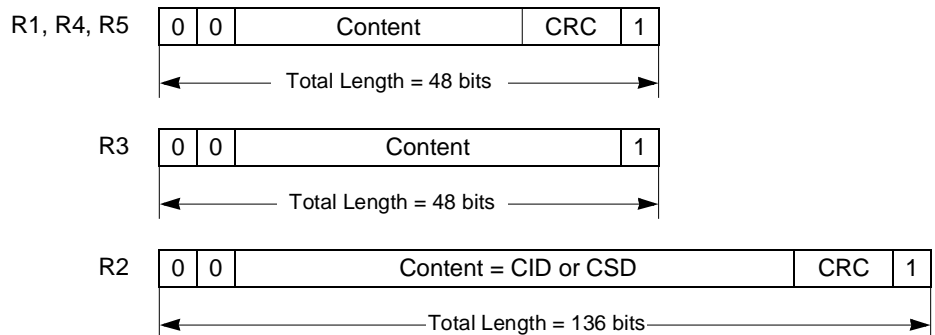 R1, R4, R5 0 0 Content CRC 1
Total Length = 48 bits
R3 0 0 Content 1
Total Length = 48 bits
R2 0 0 Content = CID or CSD CRC 1
Total Length = 136 bits